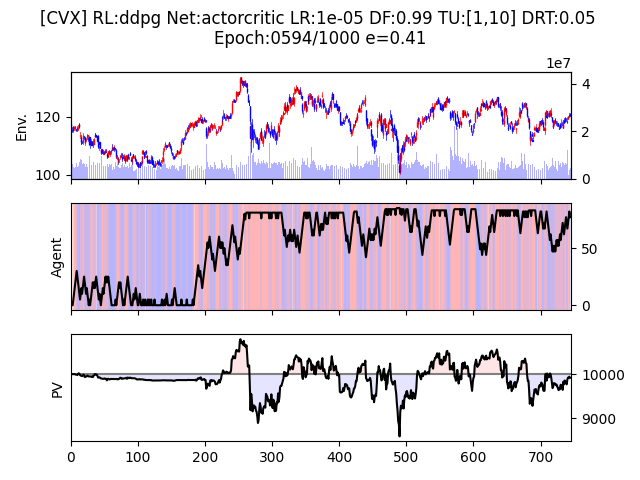 [CVX] RL:ddpg Net:actorcritic LR:1e-05 DF:0.99 TU:[1,10] DRT:0.05
Epoch:0594/1000 e=0.41
1e7
Env.
120
100
4
2
0
Agent
50
0
PV
10000
9000
0 100 200 300 400 500 600 700